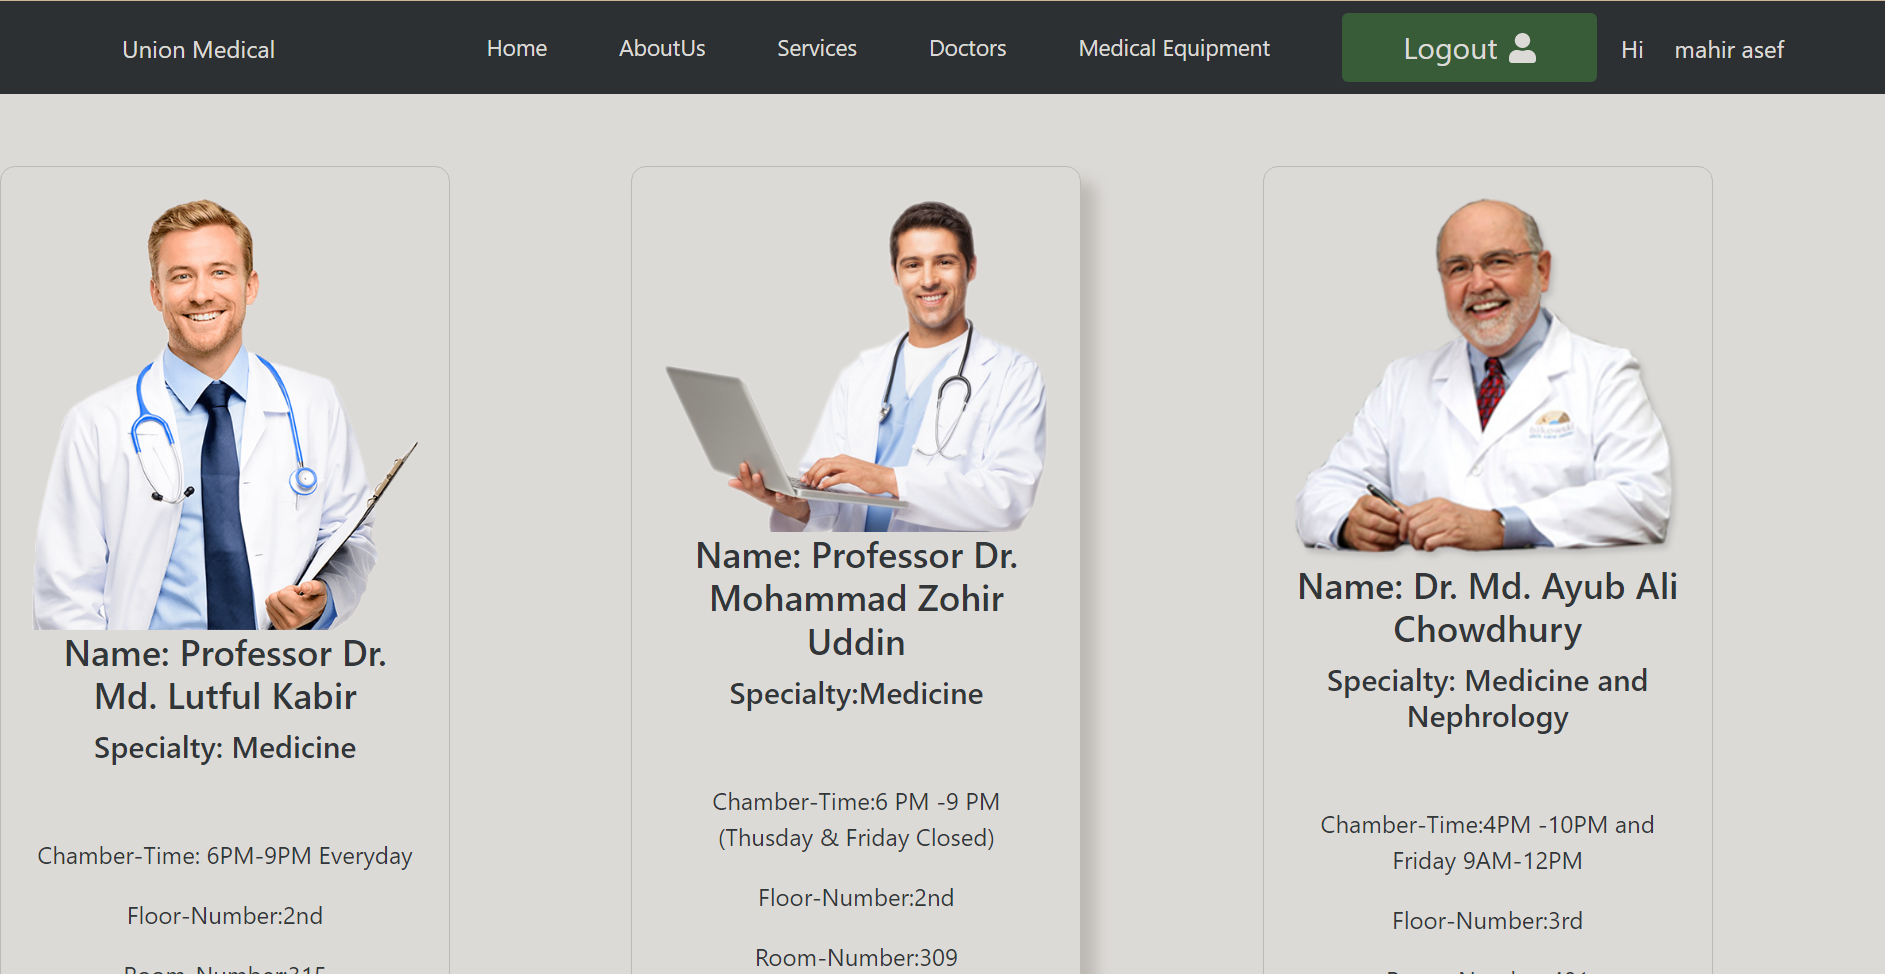 Union Medical
Home
AboutUs
Services
Doctors
Medical Equipment
Logout
Hi mahir asef
Name: Professor Dr.
Md. Lutful Kabir
Specialty: Medicine
Chamber-Time: 6PM-9PM Everyday
Floor-Number:2nd
Room-Number:315
Name: Professor Dr.
Mohammad Zohir
Uddin
Specialty:Medicine
Chamber-Time:6 PM -9 PM
(Thusday & Friday Closed)
Floor-Number:2nd
Room-Number:309
Name: Dr. Md. Ayub Ali
Chowdhury
Specialty: Medicine and
Nephrology
Chamber-Time:4PM -10PM and
Friday 9AM-12PM
Floor-Number:3rd